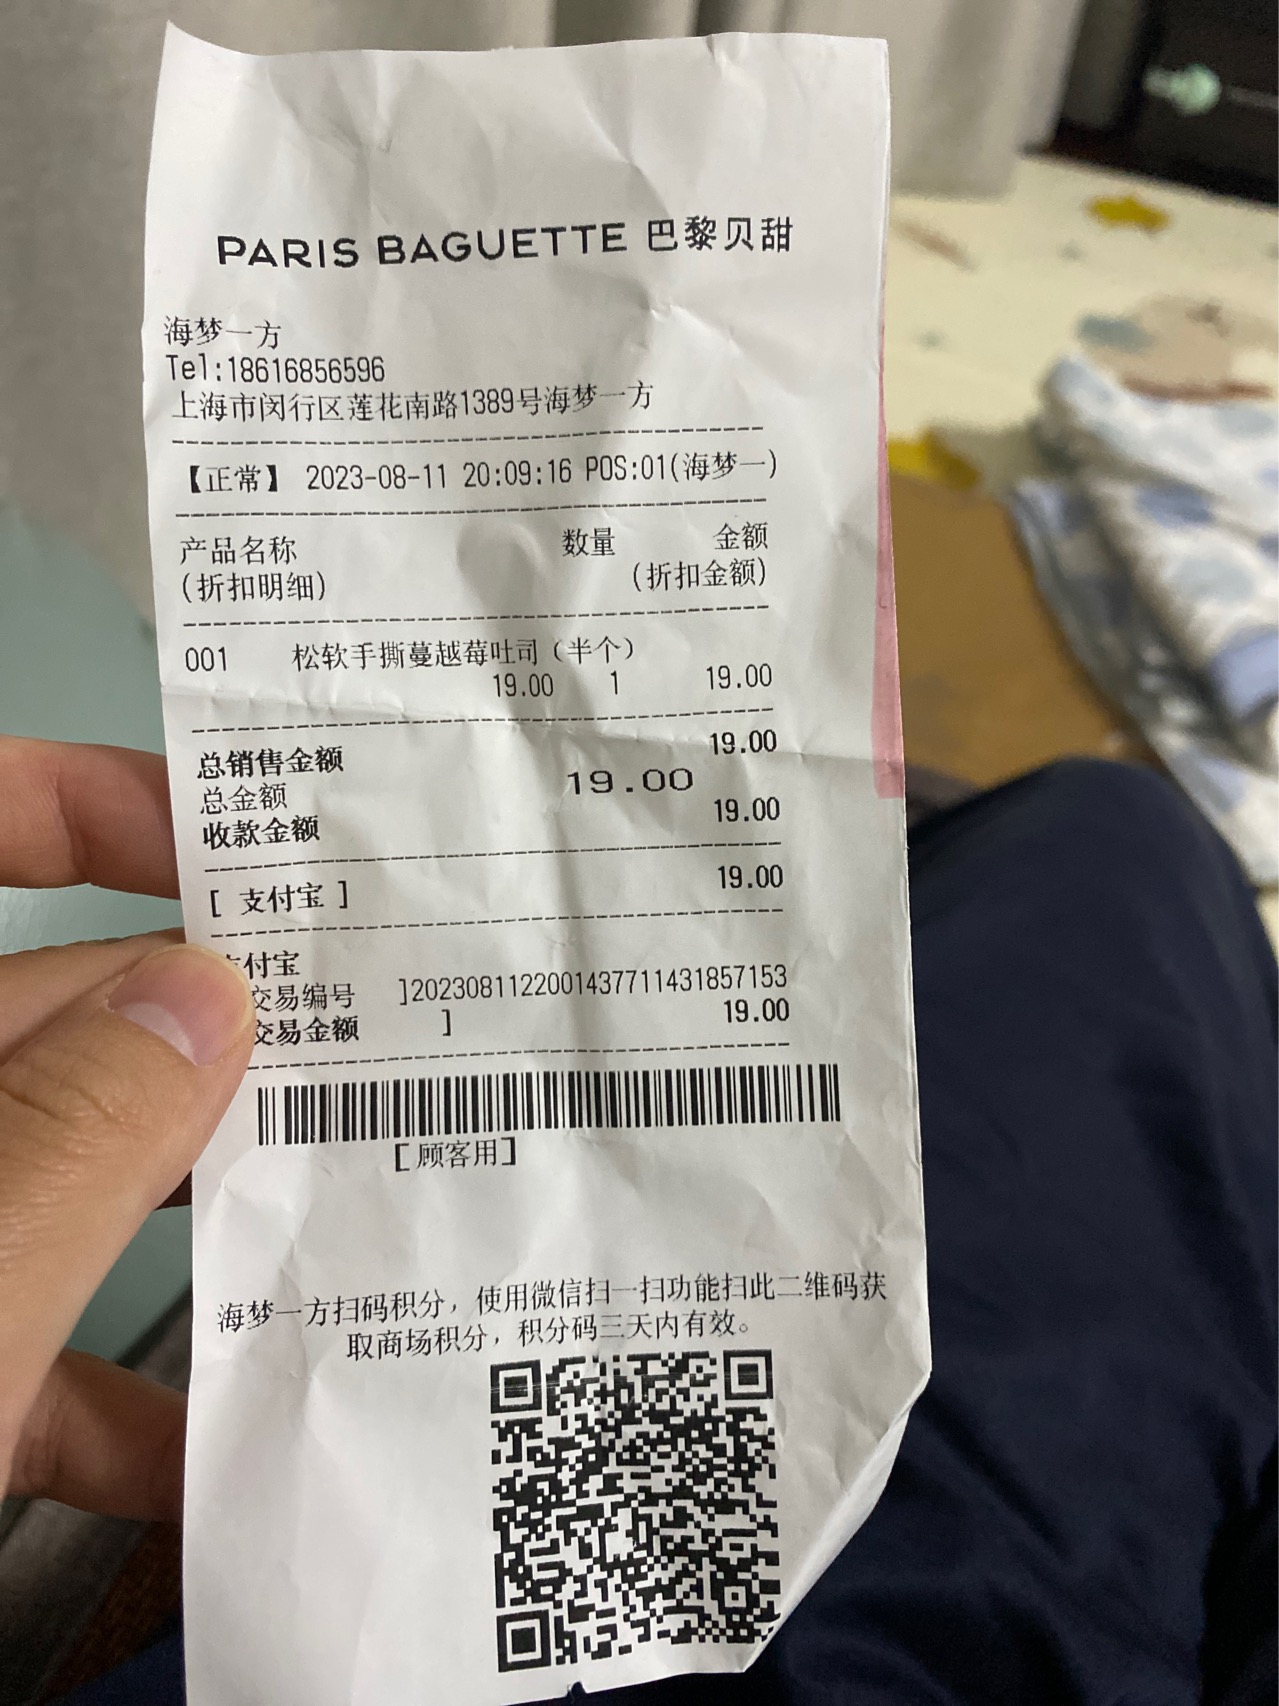 PARIS BAGUETTE 巴黎贝甜
海梦一方
Tel:18616856596
上海市闵行区莲花南路1389号海梦一方
【正常】 2023-08-11 20:09:16 POS:01(海梦一)
产品名称 数量 金额
(折扣明细) (折扣金额)
001 松软手撕蔓越莓吐司（半个）
19.00 1 19.00
总销售金额 19.00
总金额 19.00
收款金额 19.00
[ 支付宝 ] 19.00
支付宝
交易编号 ]2023081122001437711431857153
交易金额 ] 19.00
[顾客用]
海梦一方扫码积分，使用微信扫一扫功能扫此二维码获
取商场积分，积分码三天内有效。